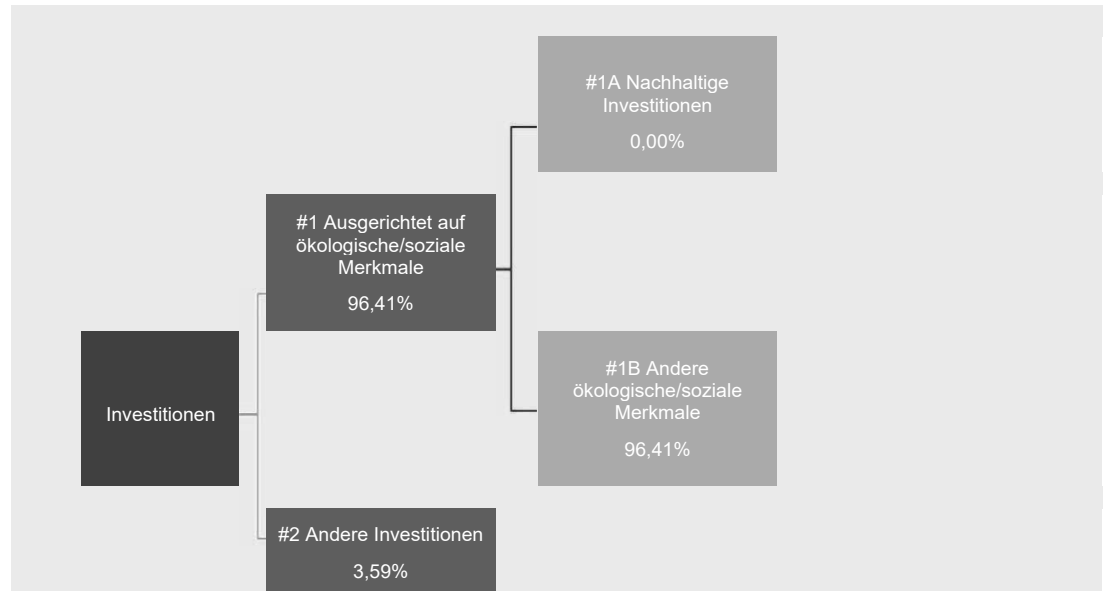 #1A Nachhaltige
Investitionen
0,00%
#1 Ausgerichtet auf
ökologische/soziale
Merkmale
96,41%
#1B Andere
ökologische/soziale
Merkmale
96,41%
Investitionen
#2 Andere Investitionen
3,59%